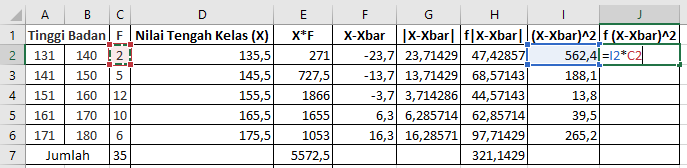 A B C D E F G H I J
1 Tinggi Badan F Nilai Tengah Kelas (X) X*F X-Xbar |X-Xbar| f|X-Xbar| (X-Xbar)^2 f (X-Xbar)^2
2 131 140 2 135,5 271 -23,7 23,71429 47,42857 562,4 =I2*C2
3 141 150 5 145,5 727,5 -13,7 13,71429 68,57143 188,1
4 151 160 12 155,5 1866 -3,7 3,714286 44,57143 13,8
5 161 170 10 165,5 1655 6,3 6,285714 62,85714 39,5
6 171 180 6 175,5 1053 16,3 16,28571 97,71429 265,2
7 Jumlah 35 5572,5 321,1429